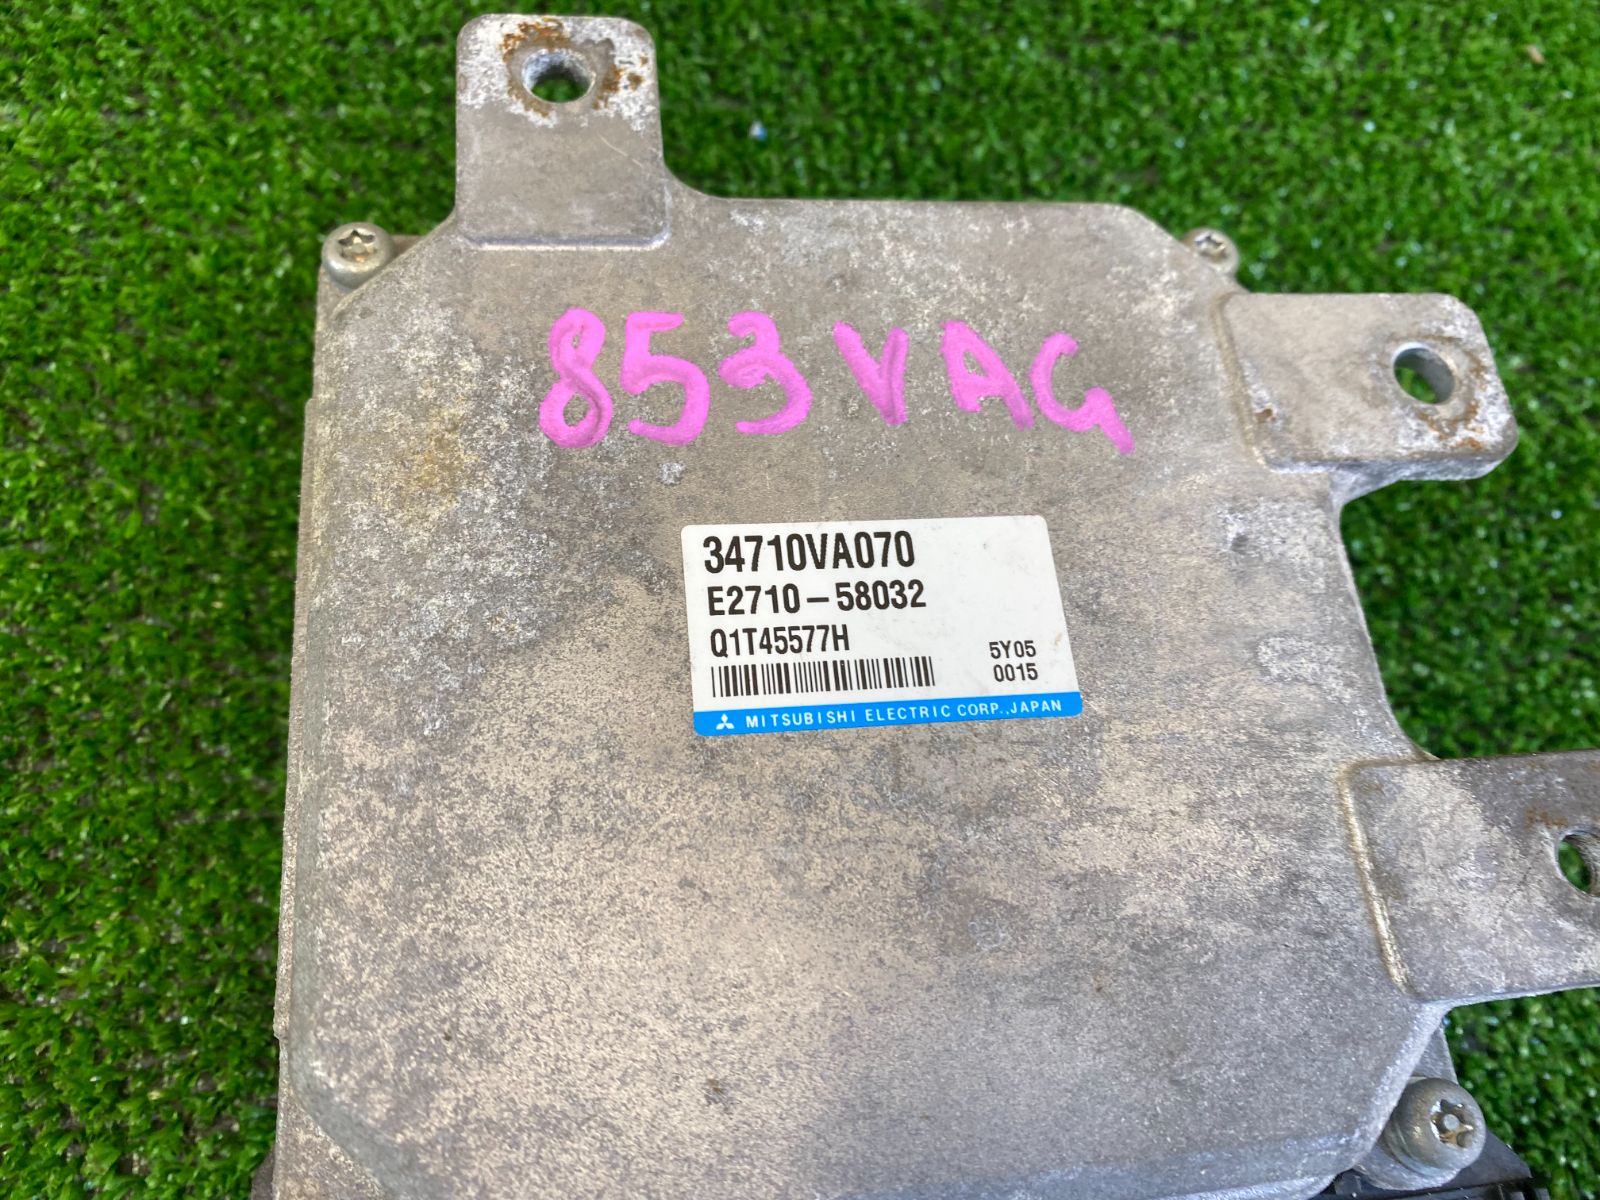 853VAG
34710VA070
E2710-58032
Q1T45577H
5Y05
0015
MITSUBISHI ELECTRIC CORP.,JAPAN